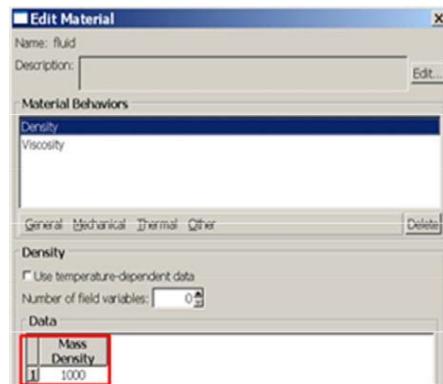 Edit Material
x
Name: fluid
Description:
Edit...
Material Behaviors
Density
Viscosity
General Mechanical Thermal Other Delete
Density
Use temperature-dependent data
Number of field variables: 0
Data
Mass
Density
1 1000